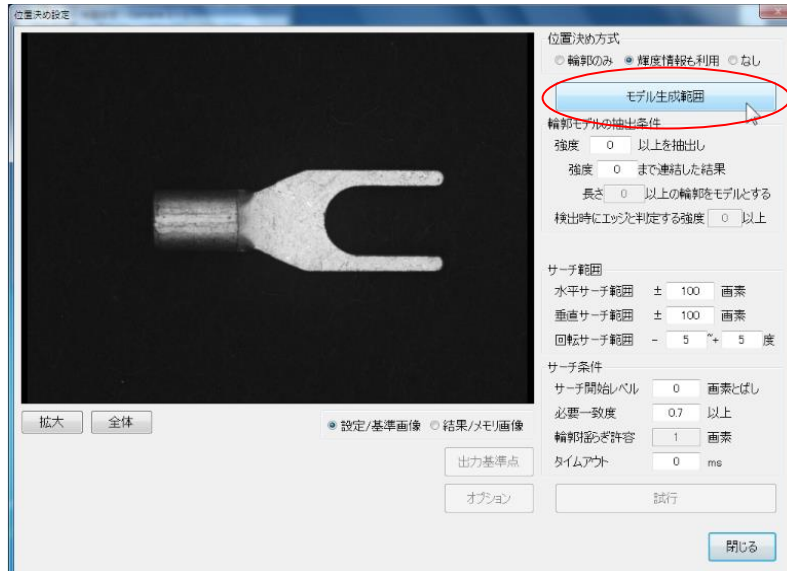 位置決め設定
位置決め方式
輪郭のみ 輝度情報も利用 なし
モデル生成範囲
輪郭モデルの抽出条件
強度 0 以上を抽出し
強度 0 まで連結した結果
長さ 0 以上の輪郭をモデルとする
検出時にエッジと判定する強度 0 以上
サーチ範囲
水平サーチ範囲 ± 100 画素
垂直サーチ範囲 ± 100 画素
回転サーチ範囲 - 5 ~+ 5 度
サーチ条件
サーチ開始レベル 0 画素とばし
必要一致度 0.7 以上
輪郭揺らぎ許容 1 画素
タイムアウト 0 ms
拡大 全体
設定/基準画像 結果/メモリ画像
出力基準点
オプション
試行
閉じる